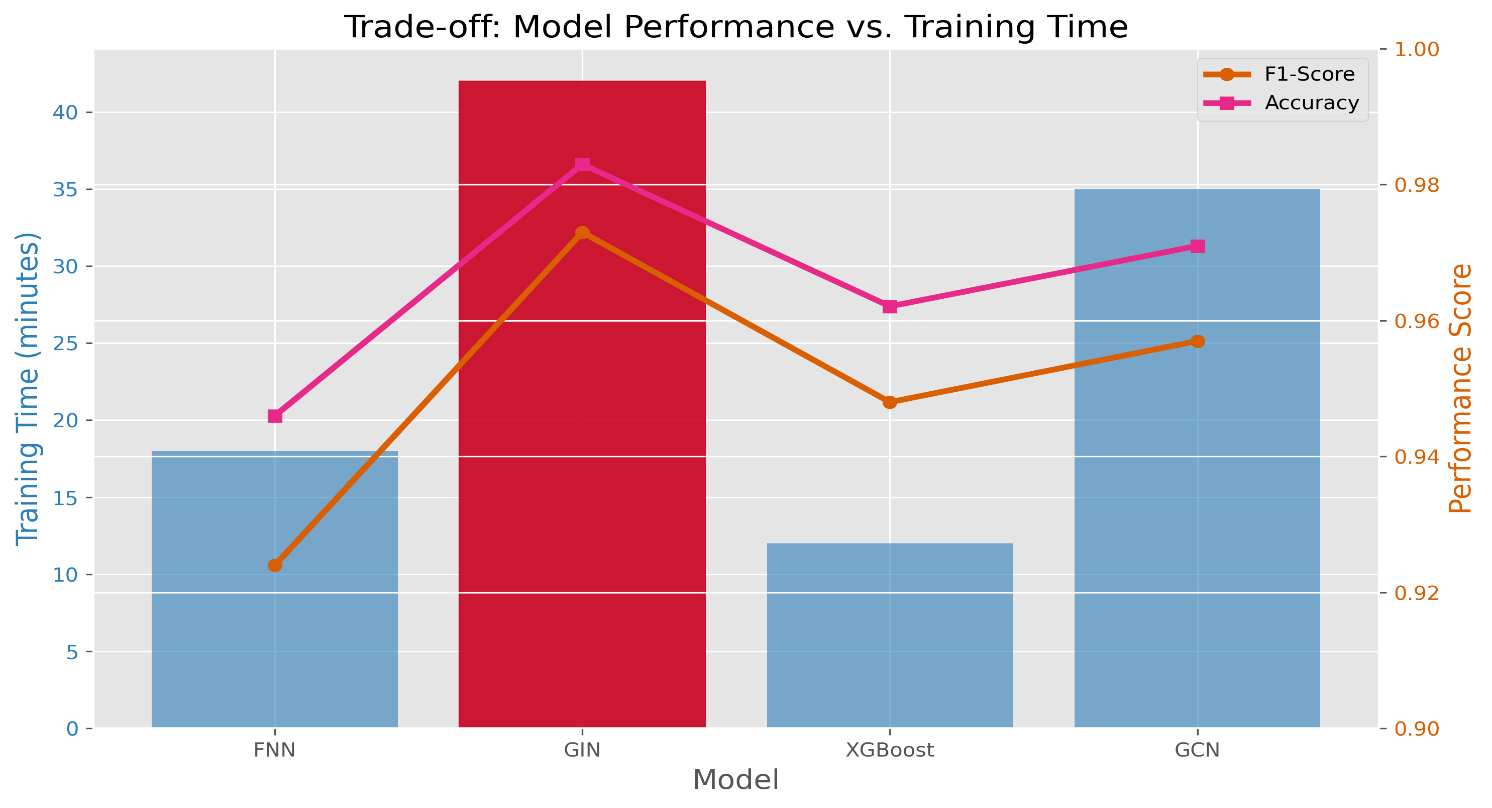 Trade-off: Model Performance vs. Training Time
F1-Score
Accuracy
Training Time (minutes)
40
35
30
25
20
15
10
5
0
1.00
0.98
0.96
0.94
0.92
0.90
Performance Score
FNN GIN XGBoost GCN
Model